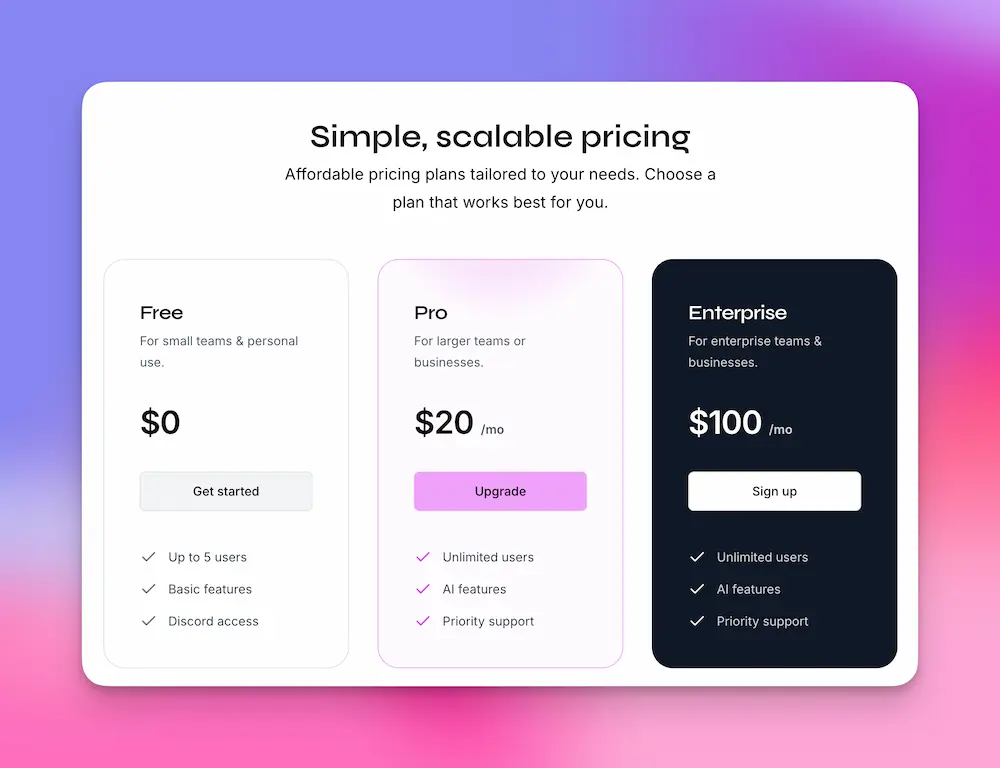 Simple, scalable pricing
Affordable pricing plans tailored to your needs. Choose a
plan that works best for you.
Free
For small teams & personal
use.
$0
Get started
Up to 5 users
Basic features
Discord access
Pro
For larger teams or
businesses.
$20 /mo
Upgrade
Unlimited users
AI features
Priority support
Enterprise
For enterprise teams &
businesses.
$100 /mo
Sign up
Unlimited users
AI features
Priority support